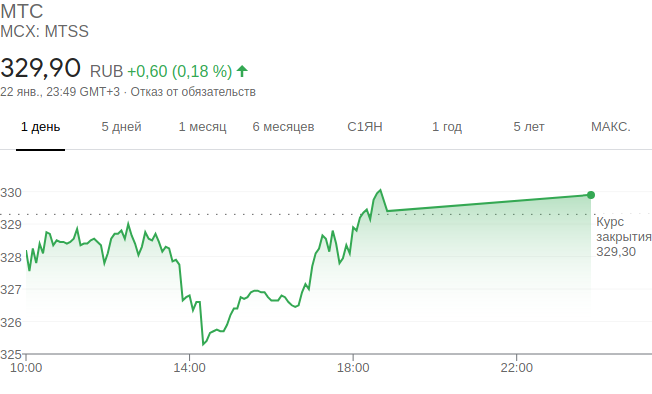 МТС
MCX: MTSS
329,90 RUB +0,60 (0,18 %)
22 янв., 23:49 GMT+3 · Отказ от обязательств
1 день 5 дней 1 месяц 6 месяцев С1ЯН 1 год 5 лет МАКС.
330
329
Курс
закрытия
329,30
328
327
326
325
10:00 14:00 18:00 22:00